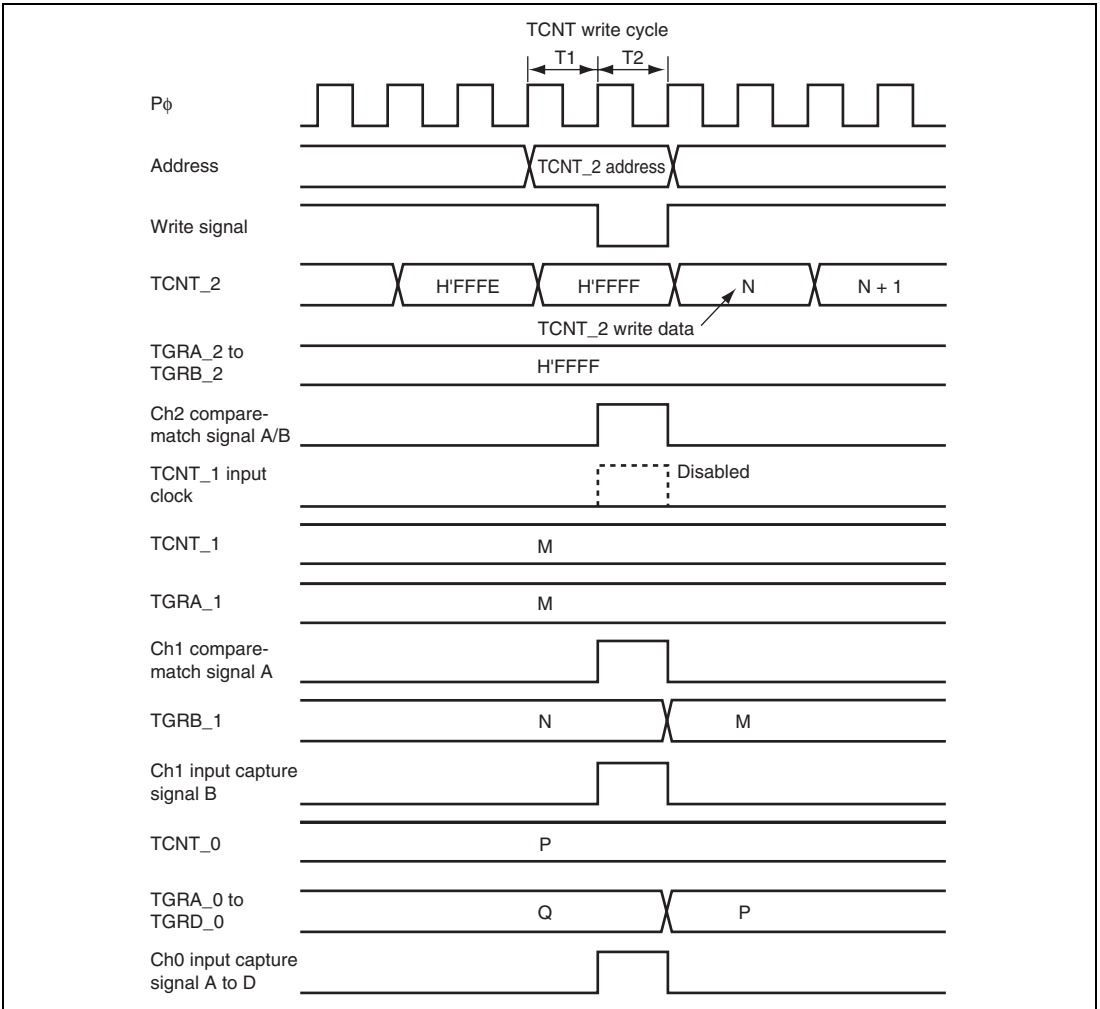 TCNT write cycle
T1 T2
Pϕ
Address
TCNT_2 address
Write signal
TCNT_2
H'FFFE
H'FFFF
N
N + 1
TCNT_2 write data
TGRA_2 to
TGRB_2
H'FFFF
Ch2 compare-
match signal A/B
TCNT_1 input
clock
Disabled
TCNT_1
M
TGRA_1
M
Ch1 compare-
match signal A
TGRB_1
N
M
Ch1 input capture
signal B
TCNT_0
P
TGRA_0 to
TGRD_0
Q
P
Ch0 input capture
signal A to D